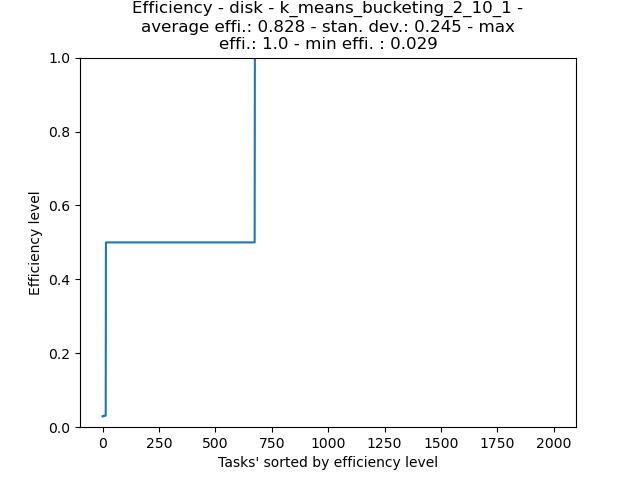 Efficiency - disk - k_means_bucketing_2_10_1 -
average effi.: 0.828 - stan. dev.: 0.245 - max
effi.: 1.0 - min effi. : 0.029
1.0
0.8
0.6
0.4
0.2
0.0
Efficiency level
0 250 500 750 1000 1250 1500 1750 2000
Tasks' sorted by efficiency level